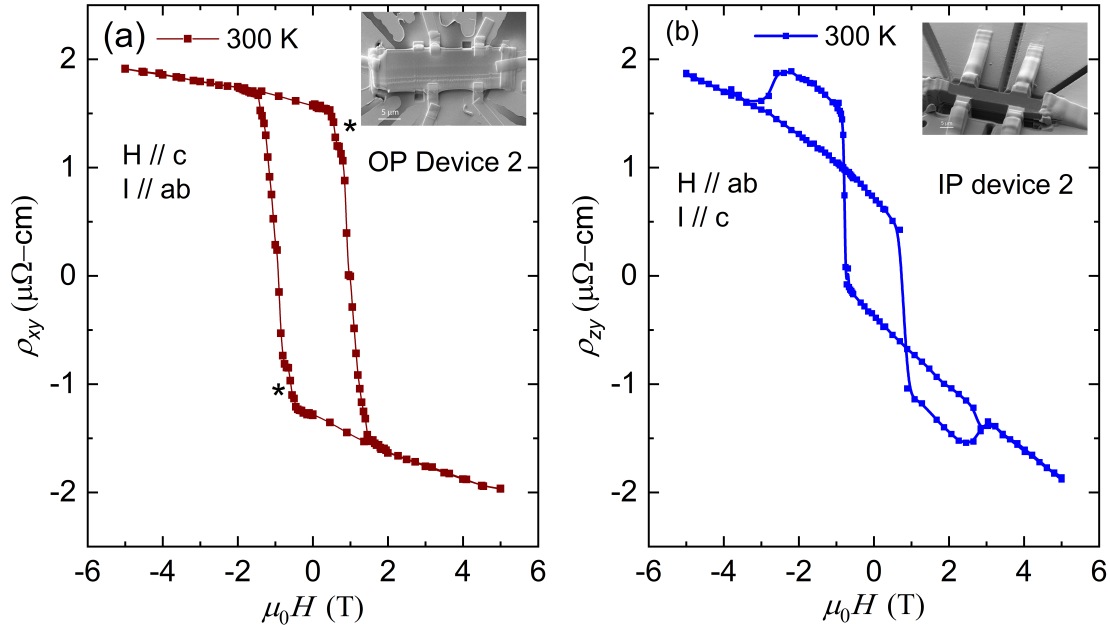 (a)
300 K
5 μm
*
OP Device 2
H // c
I // ab
*
ρxy (μΩ−cm)
2
1
0
-1
-2
-6 -4 -2 0 2 4 6
μ0H (T)
(b)
300 K
5 μm
IP device 2
H // ab
I // c
ρzy (μΩ−cm)
2
1
0
-1
-2
-6 -4 -2 0 2 4 6
μ0H (T)